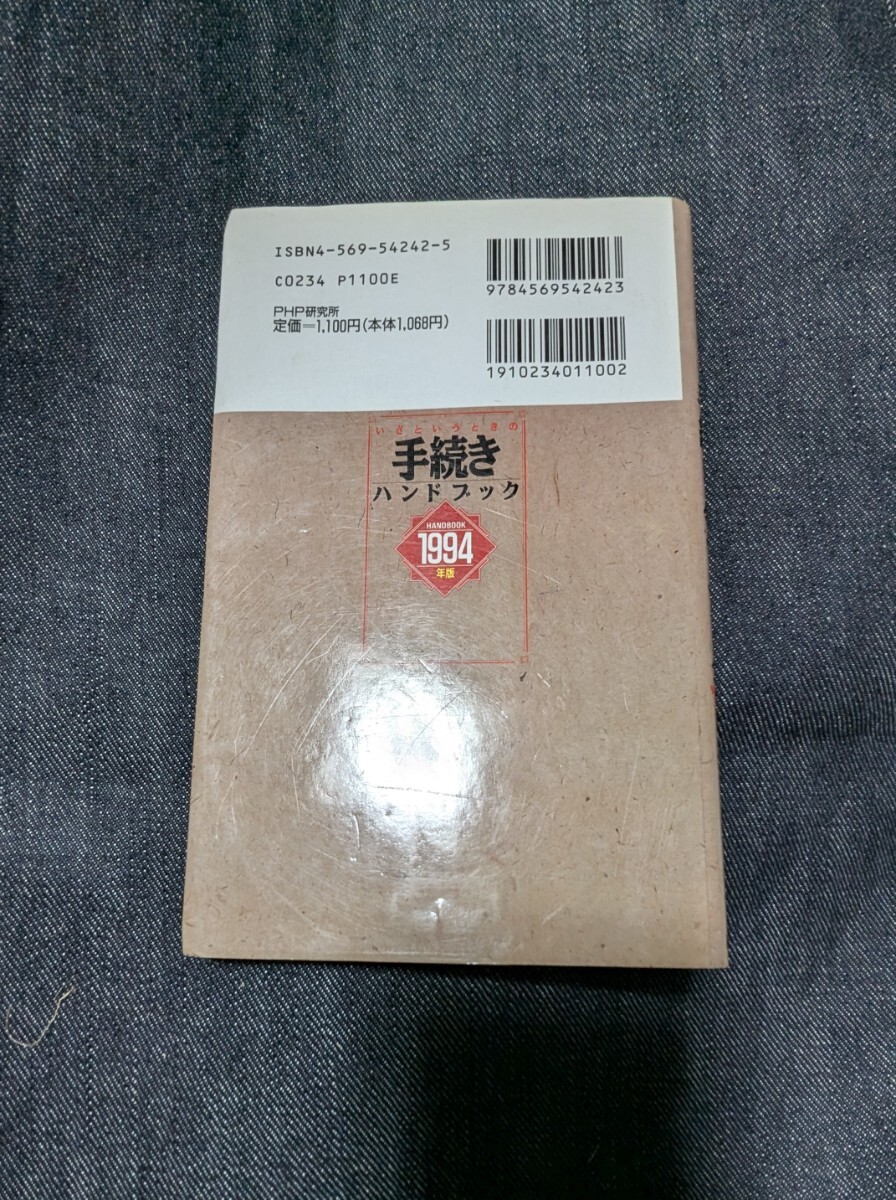 ISBN4-569-54242-5
C0234 P1100E
PHP研究所
定価=1,100円(本体1,068円)
9784569542423
1910234011002
いざというときの
手続き
ハンドブック
HANDBOOK
1994
年版